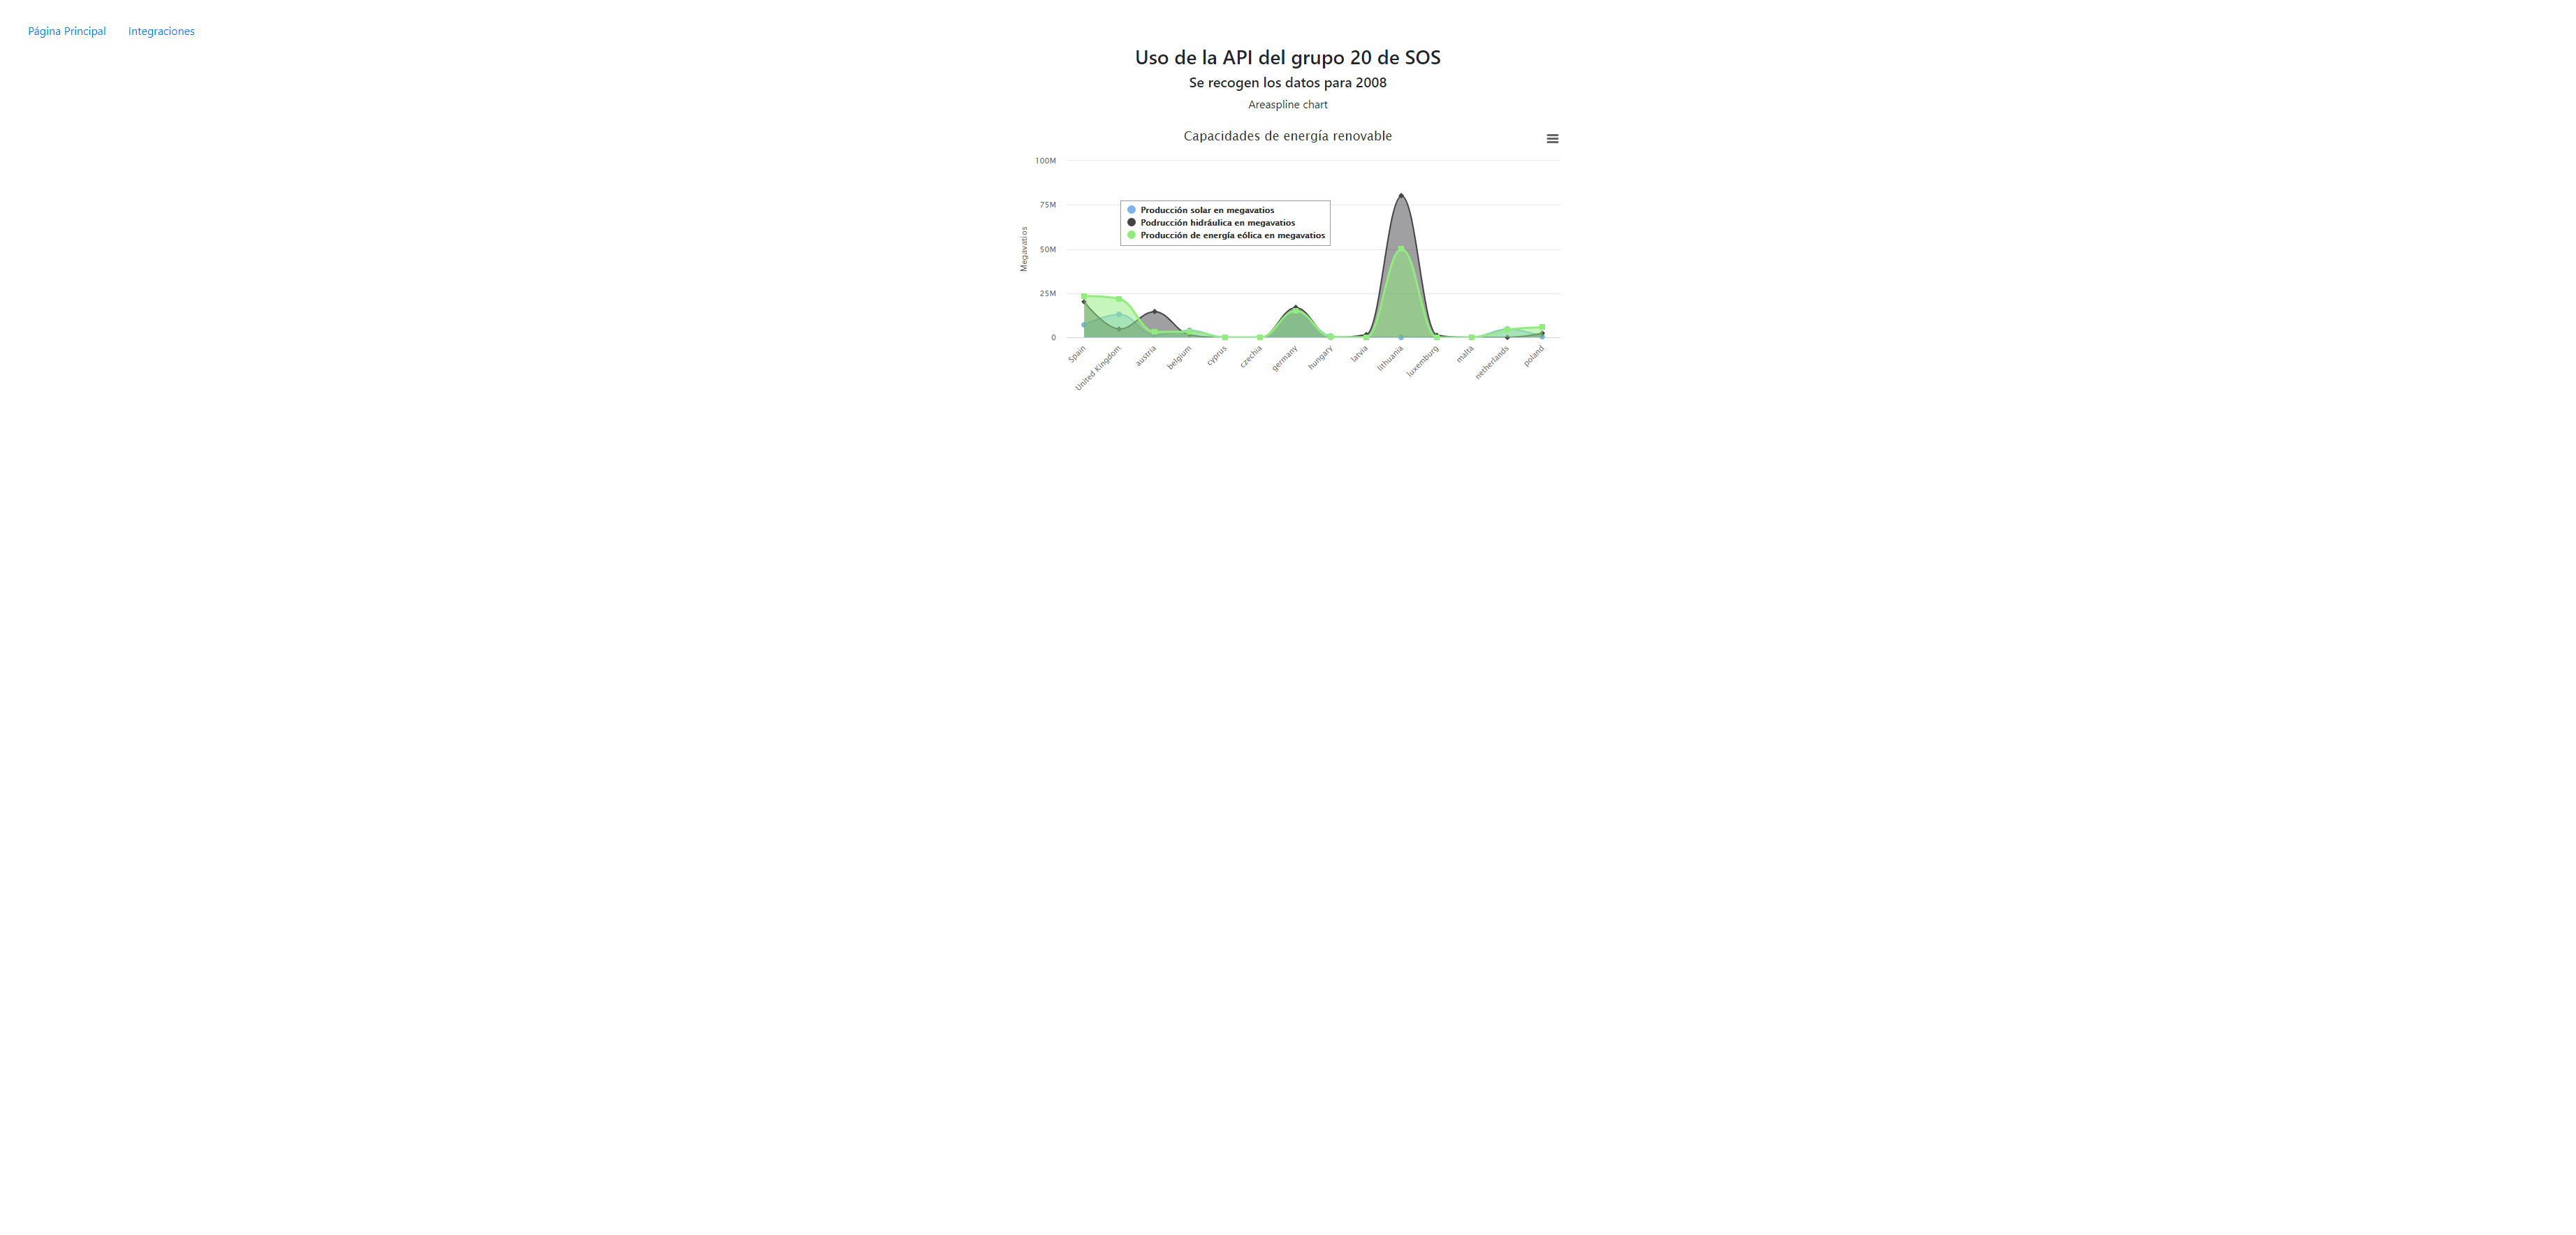 Página Principal Integraciones
Uso de la API del grupo 20 de SOS
Se recogen los datos para 2008
Areaspline chart
Capacidades de energía renovable
100M
75M
50M
25M
0
Megavatios
Producción solar en megavatios
Podrucción hidráulica en megavatios
Producción de energía eólica en megavatios
Spain
United Kingdom
austria
belgium
cyprus
czechia
germany
hungary
latvia
lithuania
luxemburg
malta
netherlands
poland